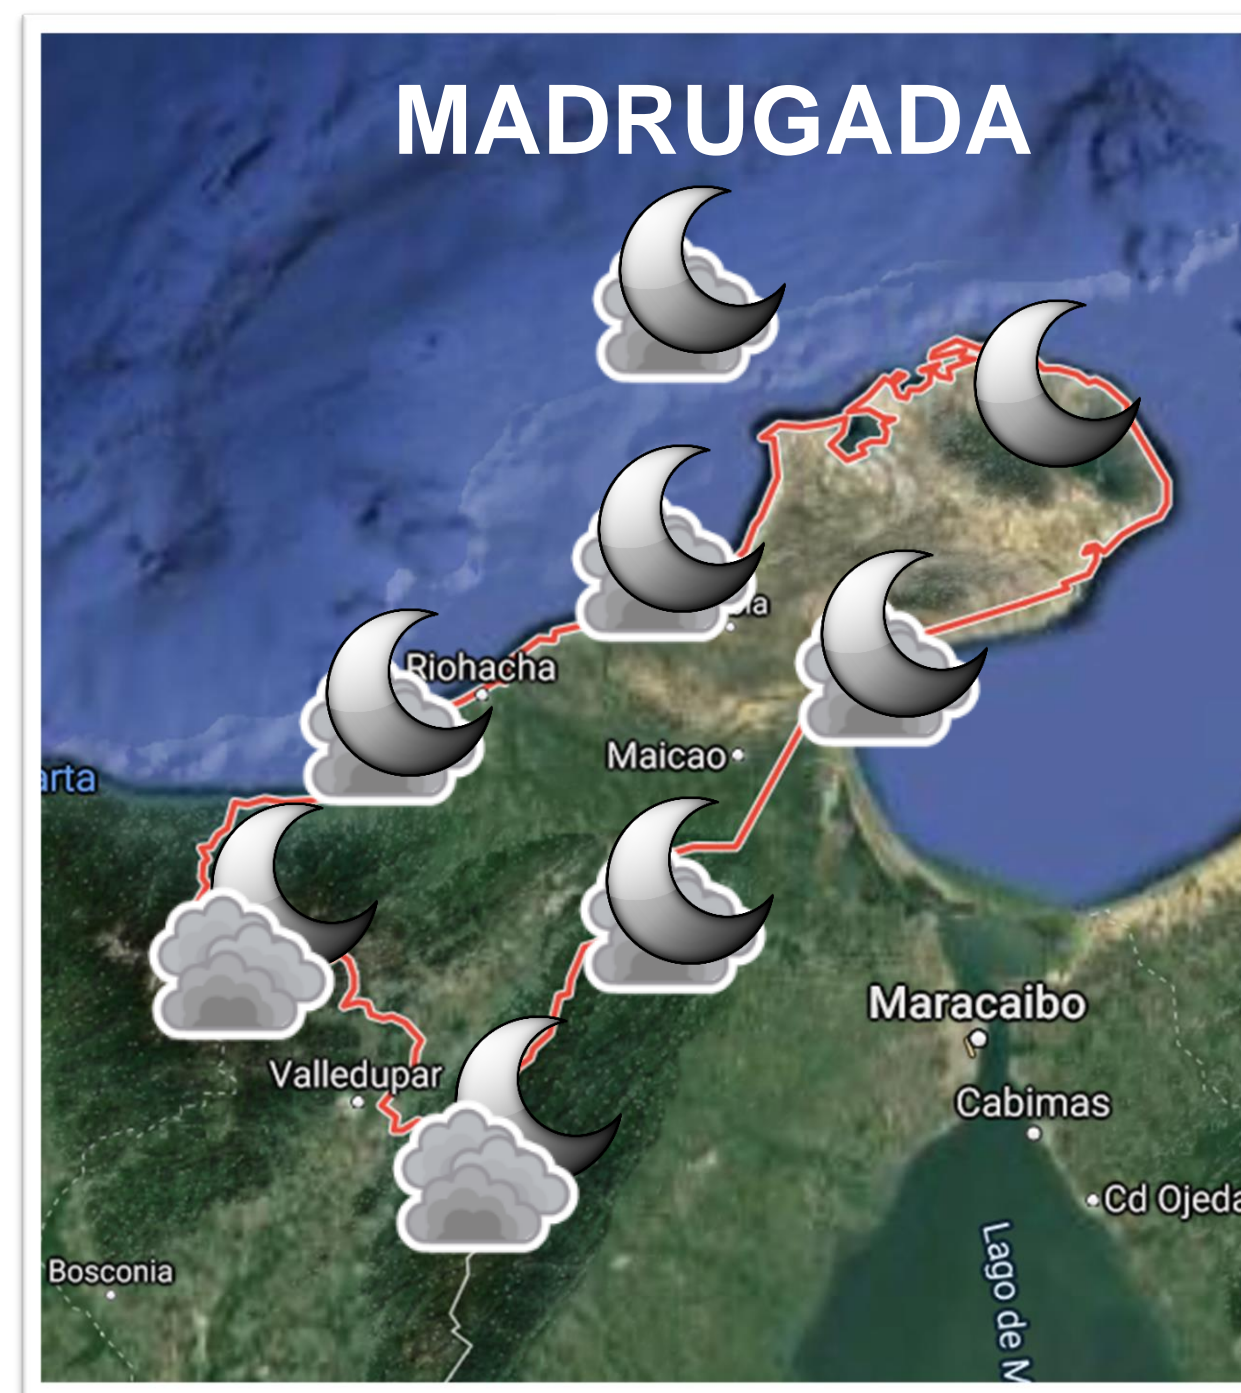 MADRUGADA
Riohacha
Maicao
arta
Maracaibo
Valledupar
Cabimas
Cd Ojeda
Lago de M
Bosconia